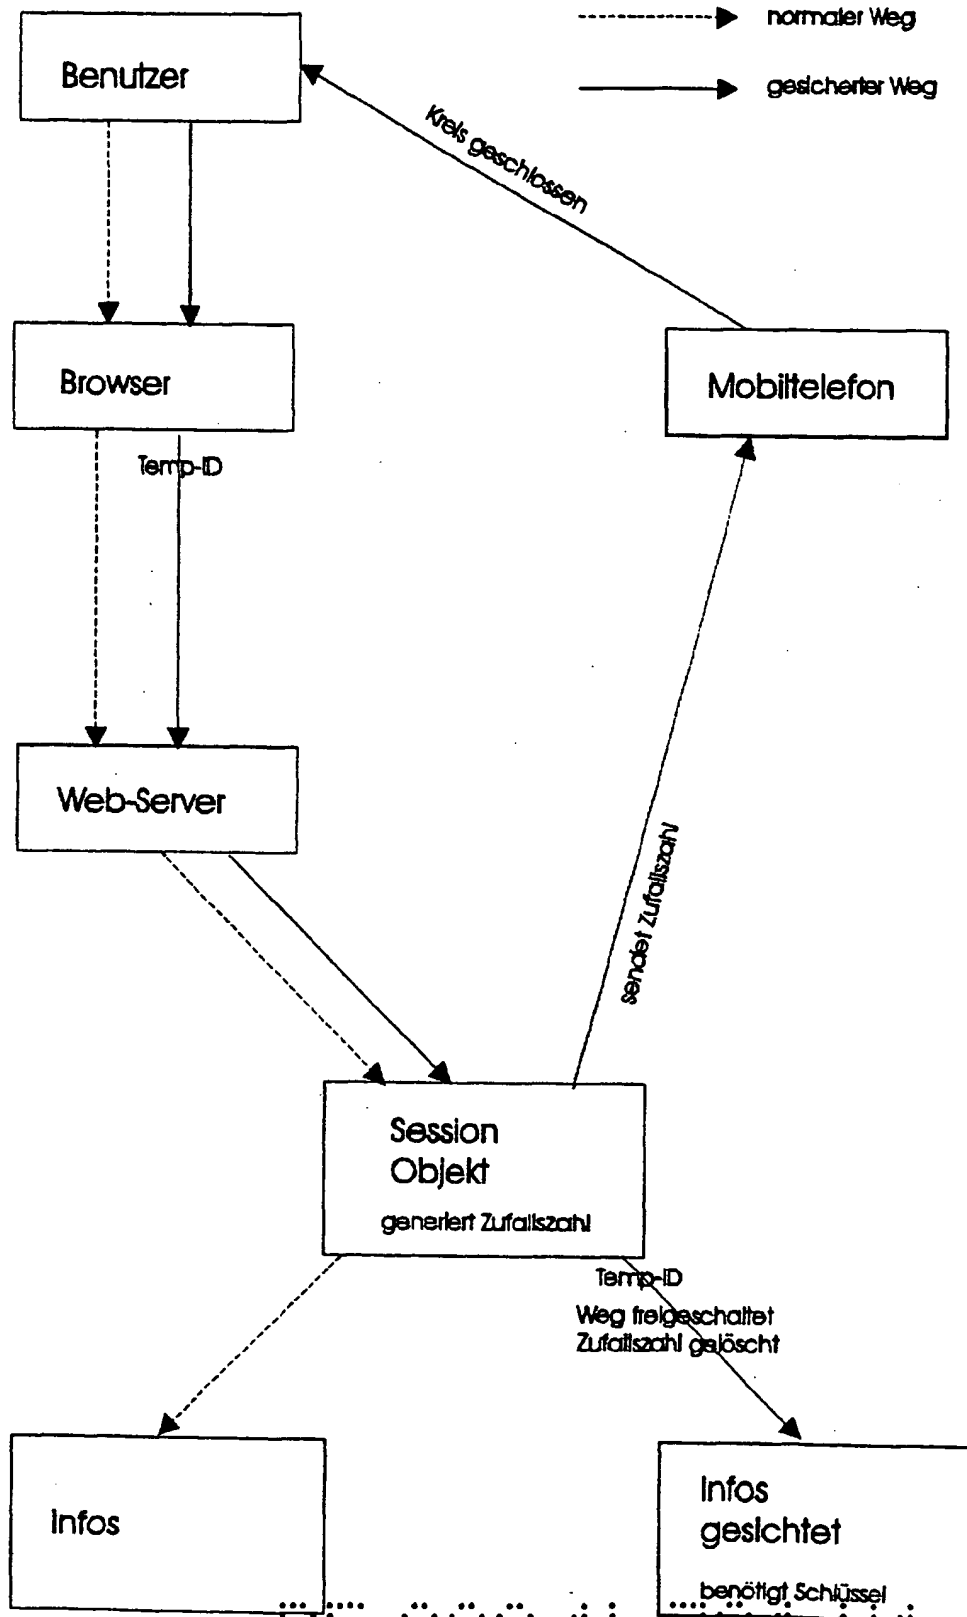 normaler Weg
Benutzer
gesicherter Weg
Kreis geschlossen
Browser
Mobiltelefon
Temp-ID
Web-Server
sendet Zufallszahl
Session
Objekt
generiert Zufallszahl
Temp-ID
Weg freigeschaltet
Zufallszahl gelöscht
Infos
Infos
gesichtet
benötigt Schlüssel